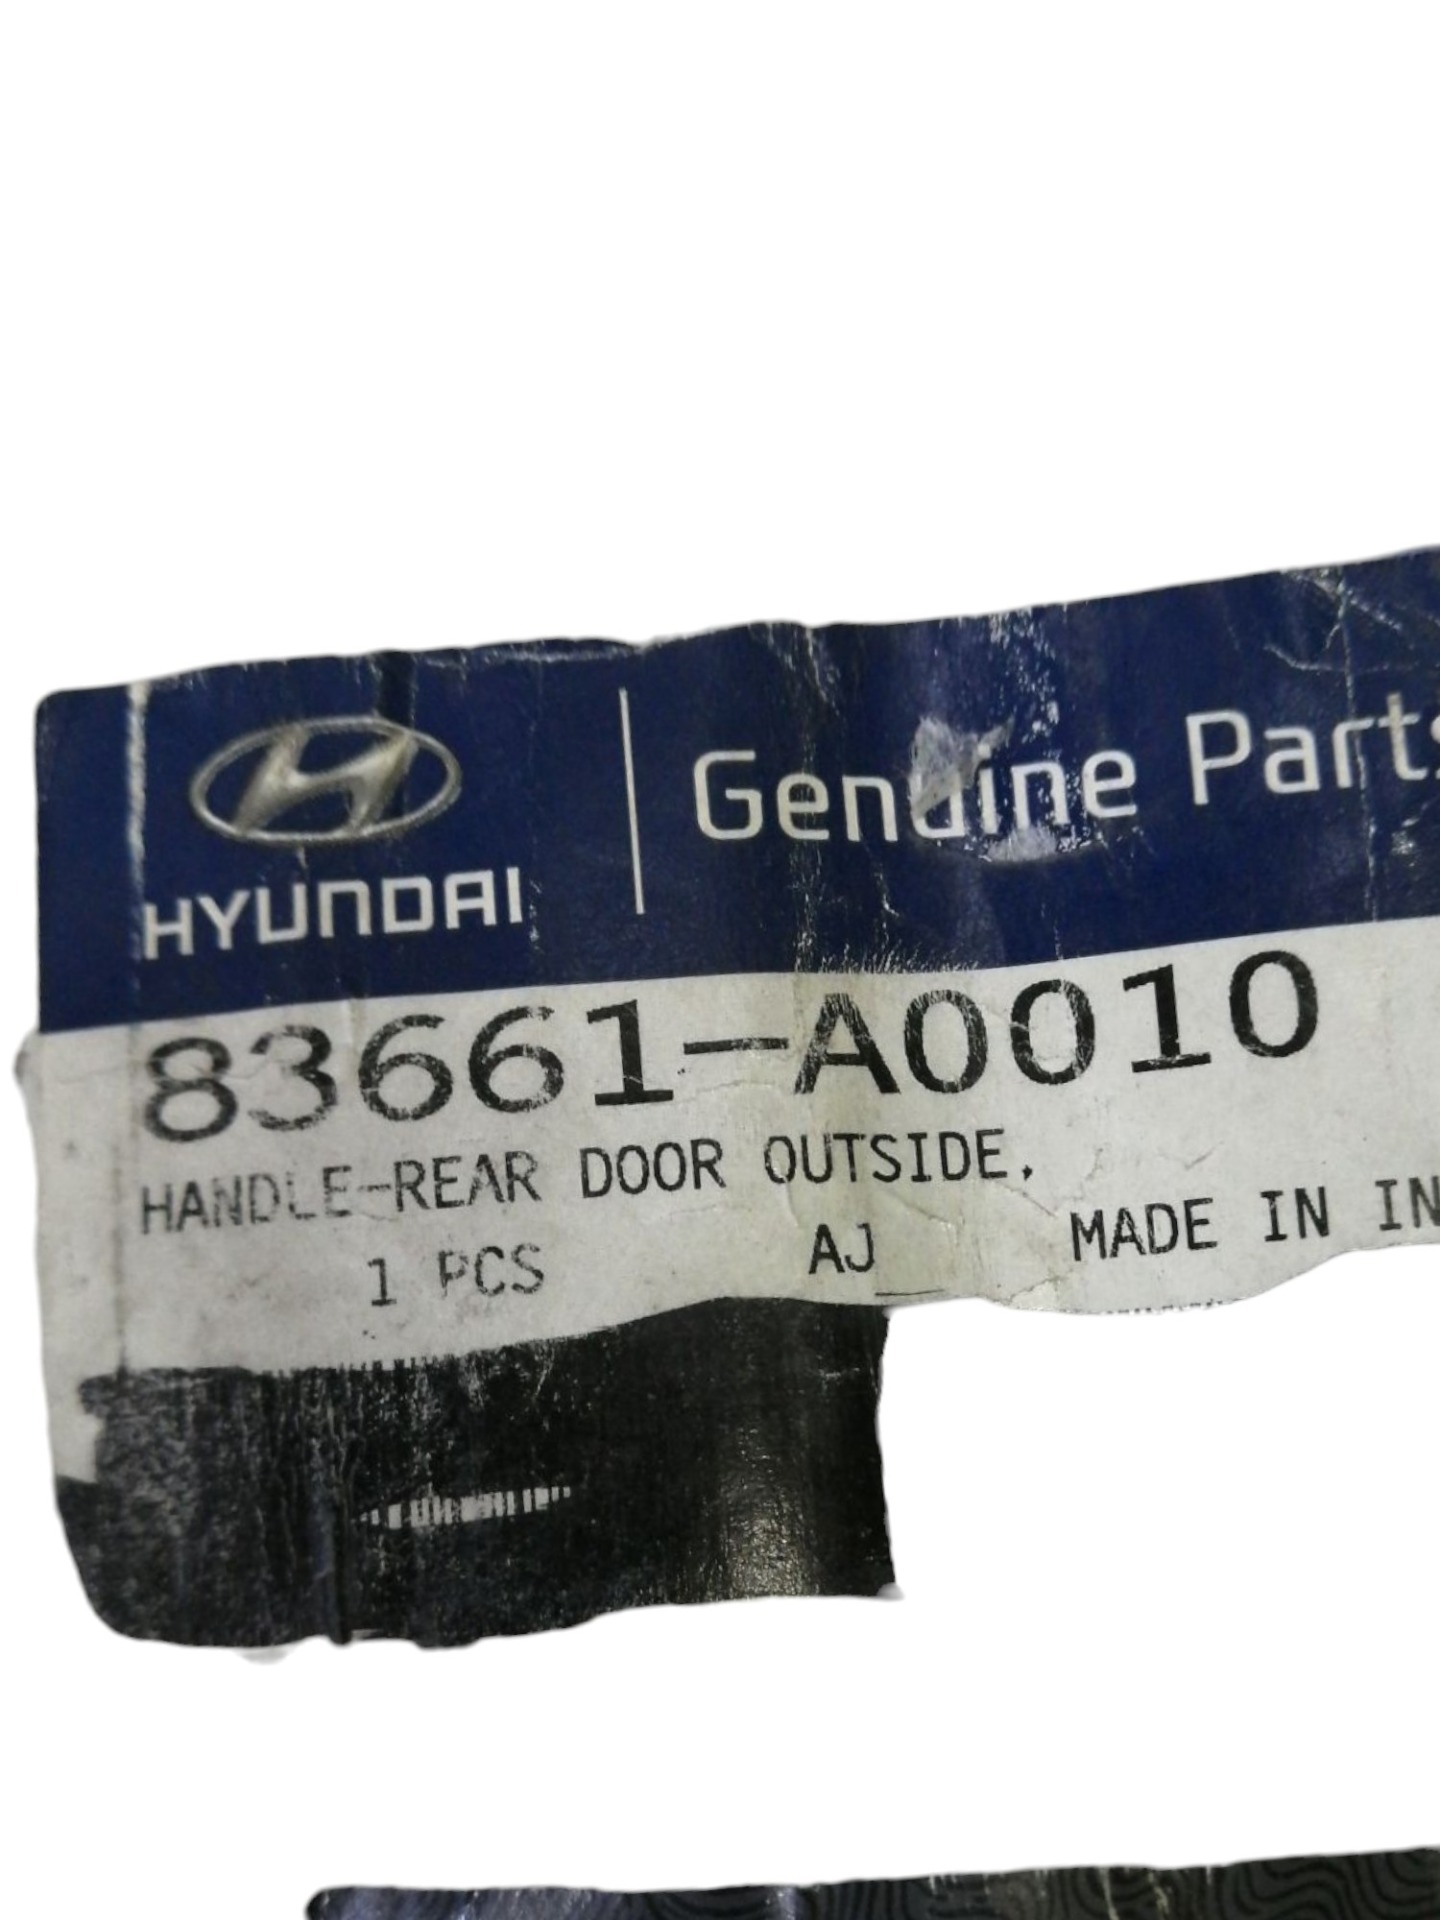 HYUNDAI
Genuine Parts
83661-A0010
HANDLE-REAR DOOR OUTSIDE,
1 PCS AJ MADE IN IN